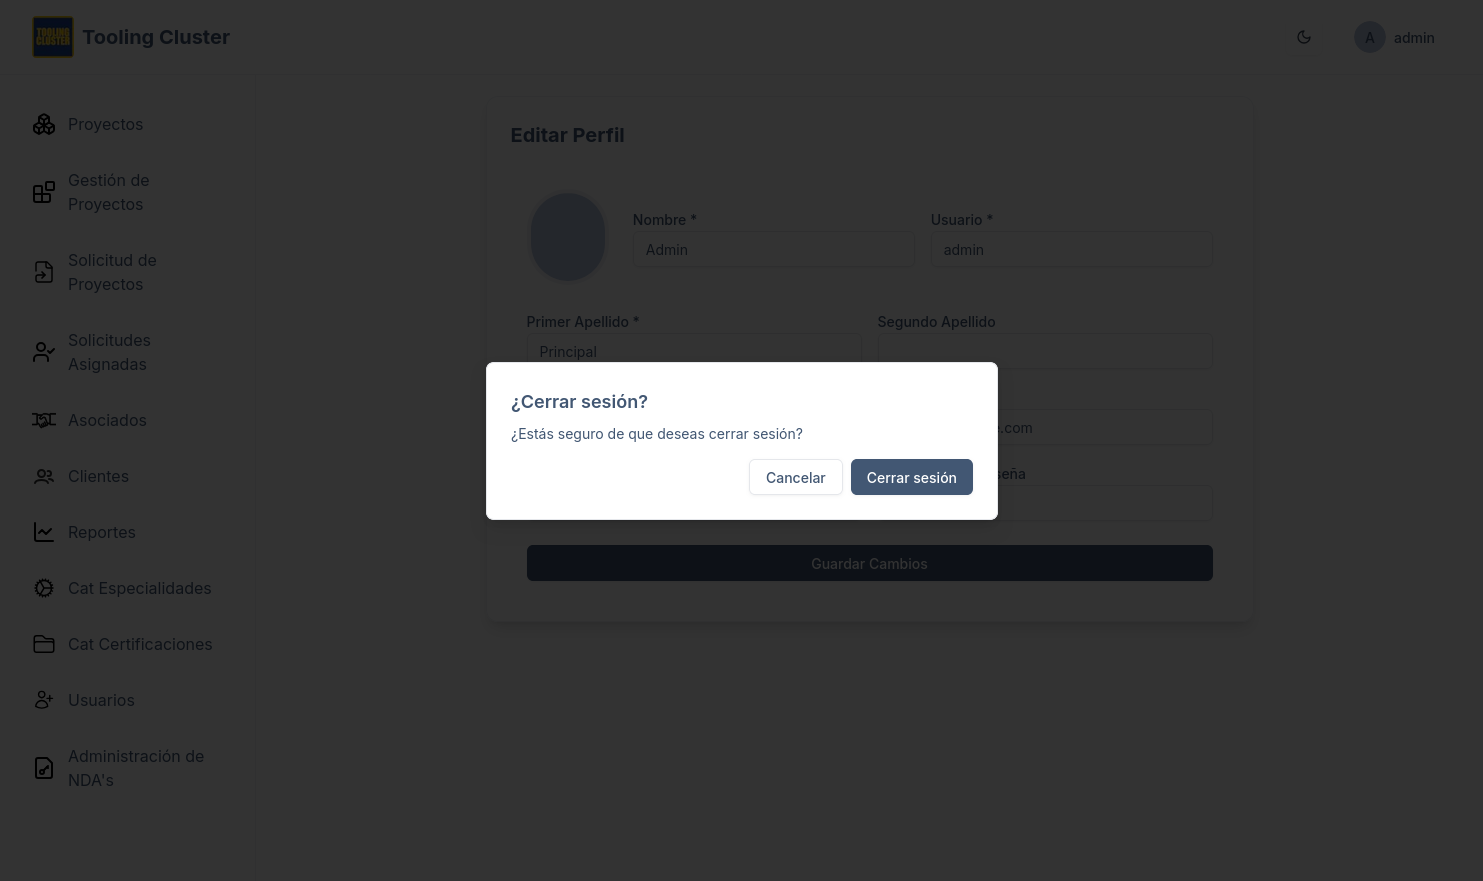 TOOLING
CLUSTER
Tooling Cluster
A
admin
Proyectos
Gestión de
Proyectos
Solicitud de
Proyectos
Solicitudes
Asignadas
Asociados
Clientes
Reportes
Cat Especialidades
Cat Certificaciones
Usuarios
Administración de
NDA's
Editar Perfil
Nombre *
Usuario *
Admin
admin
Primer Apellido *
Segundo Apellido
Principal
¿Cerrar sesión?
¿Estás seguro de que deseas cerrar sesión?
Cancelar
Cerrar sesión
.com
seña
Guardar Cambios